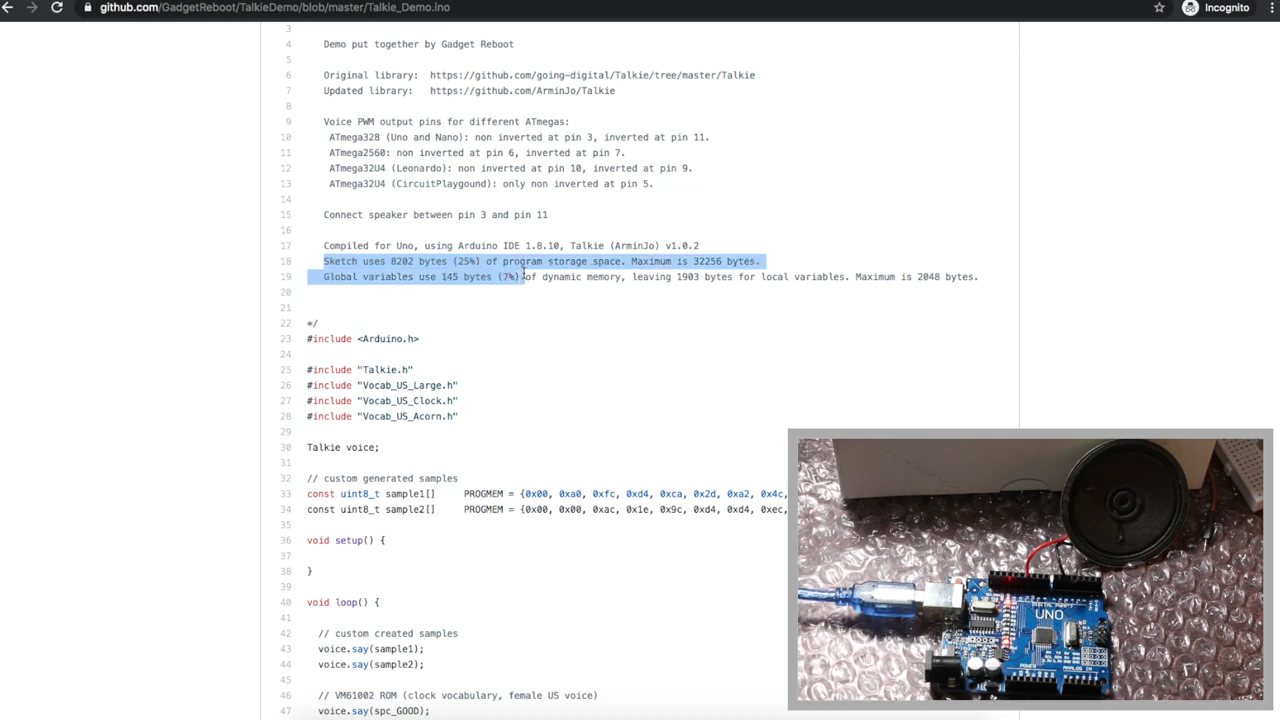 github.com/GadgetReboot/TalkieDemo/blob/master/Talkie_Demo.ino
Incognito
3
4 Demo put together by Gadget Reboot
5
6 Original library: https://github.com/going-digital/Talkie/tree/master/Talkie
7 Updated library: https://github.com/ArminJo/Talkie
8
9 Voice PWM output pins for different ATmegas:
10 ATmega328 (Uno and Nano): non inverted at pin 3, inverted at pin 11.
11 ATmega2560: non inverted at pin 6, inverted at pin 7.
12 ATmega32U4 (Leonardo): non inverted at pin 10, inverted at pin 9.
13 ATmega32U4 (CircuitPlaygound): only non inverted at pin 5.
14
15 Connect speaker between pin 3 and pin 11
16
17 Compiled for Uno, using Arduino IDE 1.8.10, Talkie (ArminJo) v1.0.2
18 Sketch uses 8202 bytes (25%) of program storage space. Maximum is 32256 bytes.
19 Global variables use 145 bytes (7%) of dynamic memory, leaving 1903 bytes for local variables. Maximum is 2048 bytes.
20
21
22 */
23 #include <Arduino.h>
24
25 #include "Talkie.h"
26 #include "Vocab_US_Large.h"
27 #include "Vocab_US_Clock.h"
28 #include "Vocab_US_Acorn.h"
29
30 Talkie voice;
31
32 // custom generated samples
33 const uint8_t sample1[] PROGMEM = {0x00, 0xa0, 0xfc, 0xd4, 0xca, 0x2d, 0xa2, 0x4c,
34 const uint8_t sample2[] PROGMEM = {0x00, 0x00, 0xac, 0x1e, 0x9c, 0xd4, 0xd4, 0xec,
35
36 void setup() {
37
38 }
39
40 void loop() {
41
42 // custom created samples
43 voice.say(sample1);
44 voice.say(sample2);
45
46 // VM61002 ROM (clock vocabulary, female US voice)
47 voice.say(spc_GOOD);
UNO
POWER
ANALOG IN